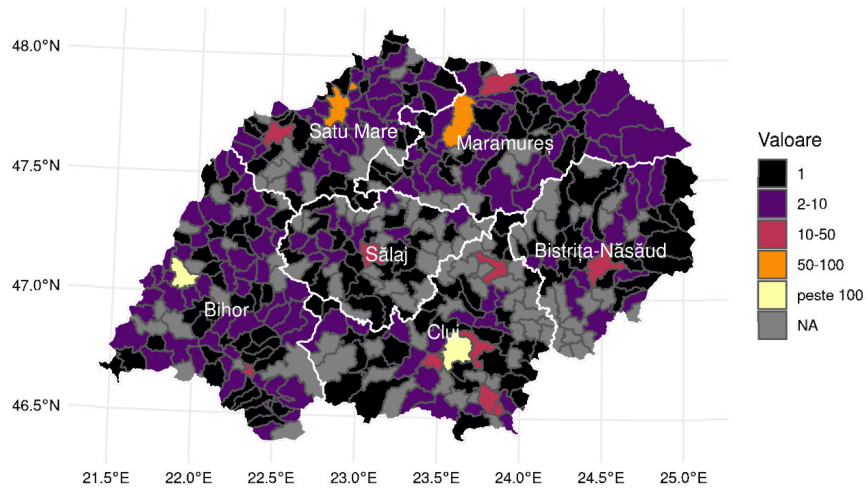 48.0°N
47.5°N
47.0°N
46.5°N
Satu Mare
Maramureș
Sălaj
Bistrița-Năsăud
Bihor
Cluj
21.5°E 22.0°E 22.5°E 23.0°E 23.5°E 24.0°E 24.5°E 25.0°E
Valoare
1
2-10
10-50
50-100
peste 100
NA